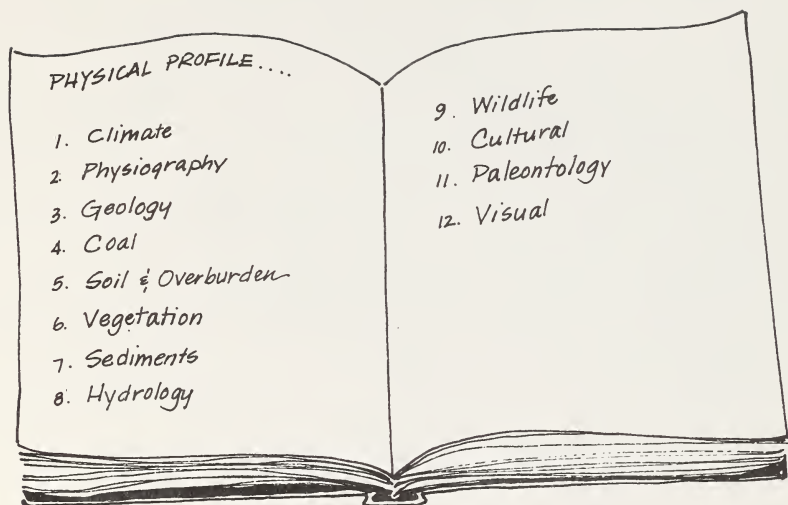 PHYSICAL PROFILE....
1. Climate
2. Physiography
3. Geology
4. Coal
5. Soil & Overburden
6. Vegetation
7. Sediments
8. Hydrology
9. Wildlife
10. Cultural
11. Paleontology
12. Visual